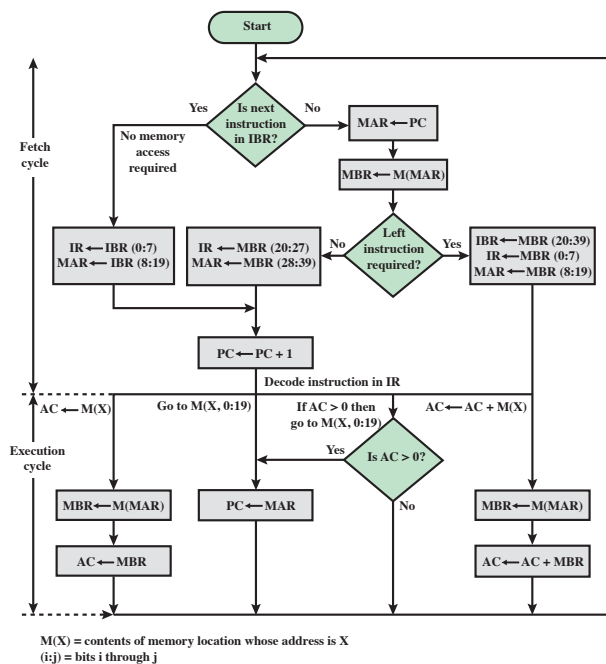 Start
Yes
Is next
instruction
in IBR?
No
MAR ← PC
No memory
access
required
Fetch
cycle
MBR ← M(MAR)
IR ← IBR (0:7)
MAR ← IBR (8:19)
IR ← MBR (20:27)
MAR ← MBR (28:39)
No
Left
instruction
required?
Yes
IBR ← MBR (20:39)
IR ← MBR (0:7)
MAR ← MBR (8:19)
PC ← PC + 1
Decode instruction in IR
AC ← M(X)
Go to M(X, 0:19)
If AC > 0 then
go to M(X, 0:19)
AC ← AC + M(X)
Execution
cycle
Yes
Is AC > 0?
No
MBR ← M(MAR)
PC ← MAR
MBR ← M(MAR)
AC ← MBR
AC ← AC + MBR
M(X) = contents of memory location whose address is X
(i:j) = bits i through j